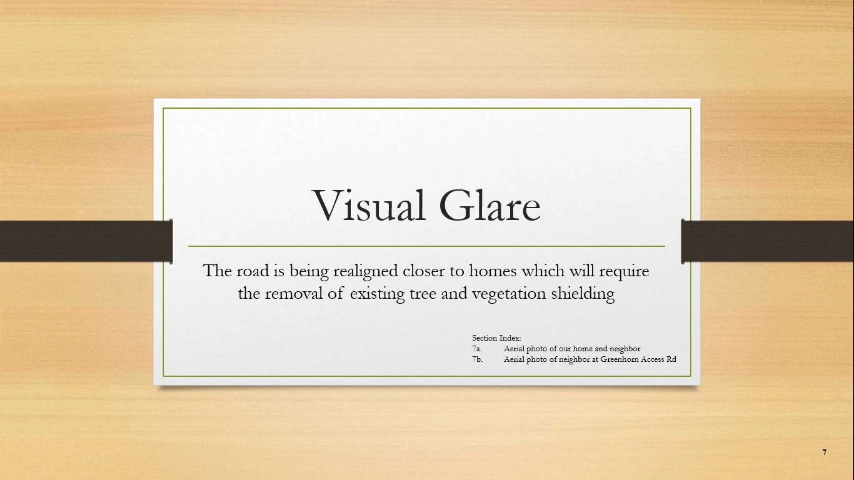 Visual Glare
The road is being realigned closer to homes which will require
the removal of existing tree and vegetation shielding
Section Index:
7a. Aerial photo of our home and neighbor
7b. Aerial photo of neighbor at Greenhorn Access Rd
7